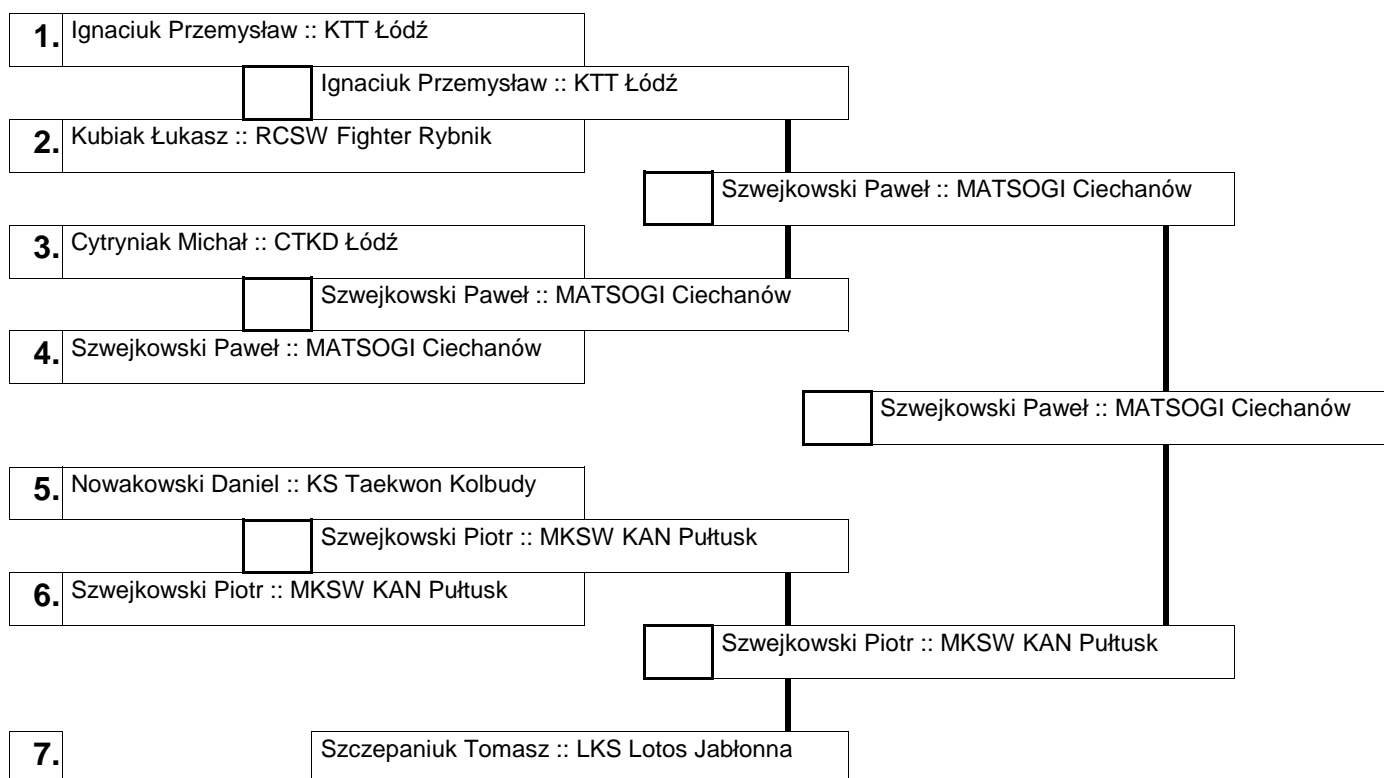 1. Ignaciuk Przemysław :: KTT Łódź
Ignaciuk Przemysław :: KTT Łódź
2. Kubiak Łukasz :: RCSW Fighter Rybnik
Szwejkowski Paweł :: MATSOGI Ciechanów
3. Cytryniak Michał :: CTKD Łódź
Szwejkowski Paweł :: MATSOGI Ciechanów
4. Szwejkowski Paweł :: MATSOGI Ciechanów
Szwejkowski Paweł :: MATSOGI Ciechanów
5. Nowakowski Daniel :: KS Taekwon Kolbudy
Szwejkowski Piotr :: MKSW KAN Pułtusk
6. Szwejkowski Piotr :: MKSW KAN Pułtusk
Szwejkowski Piotr :: MKSW KAN Pułtusk
7. Szczepaniuk Tomasz :: LKS Lotos Jabłonna